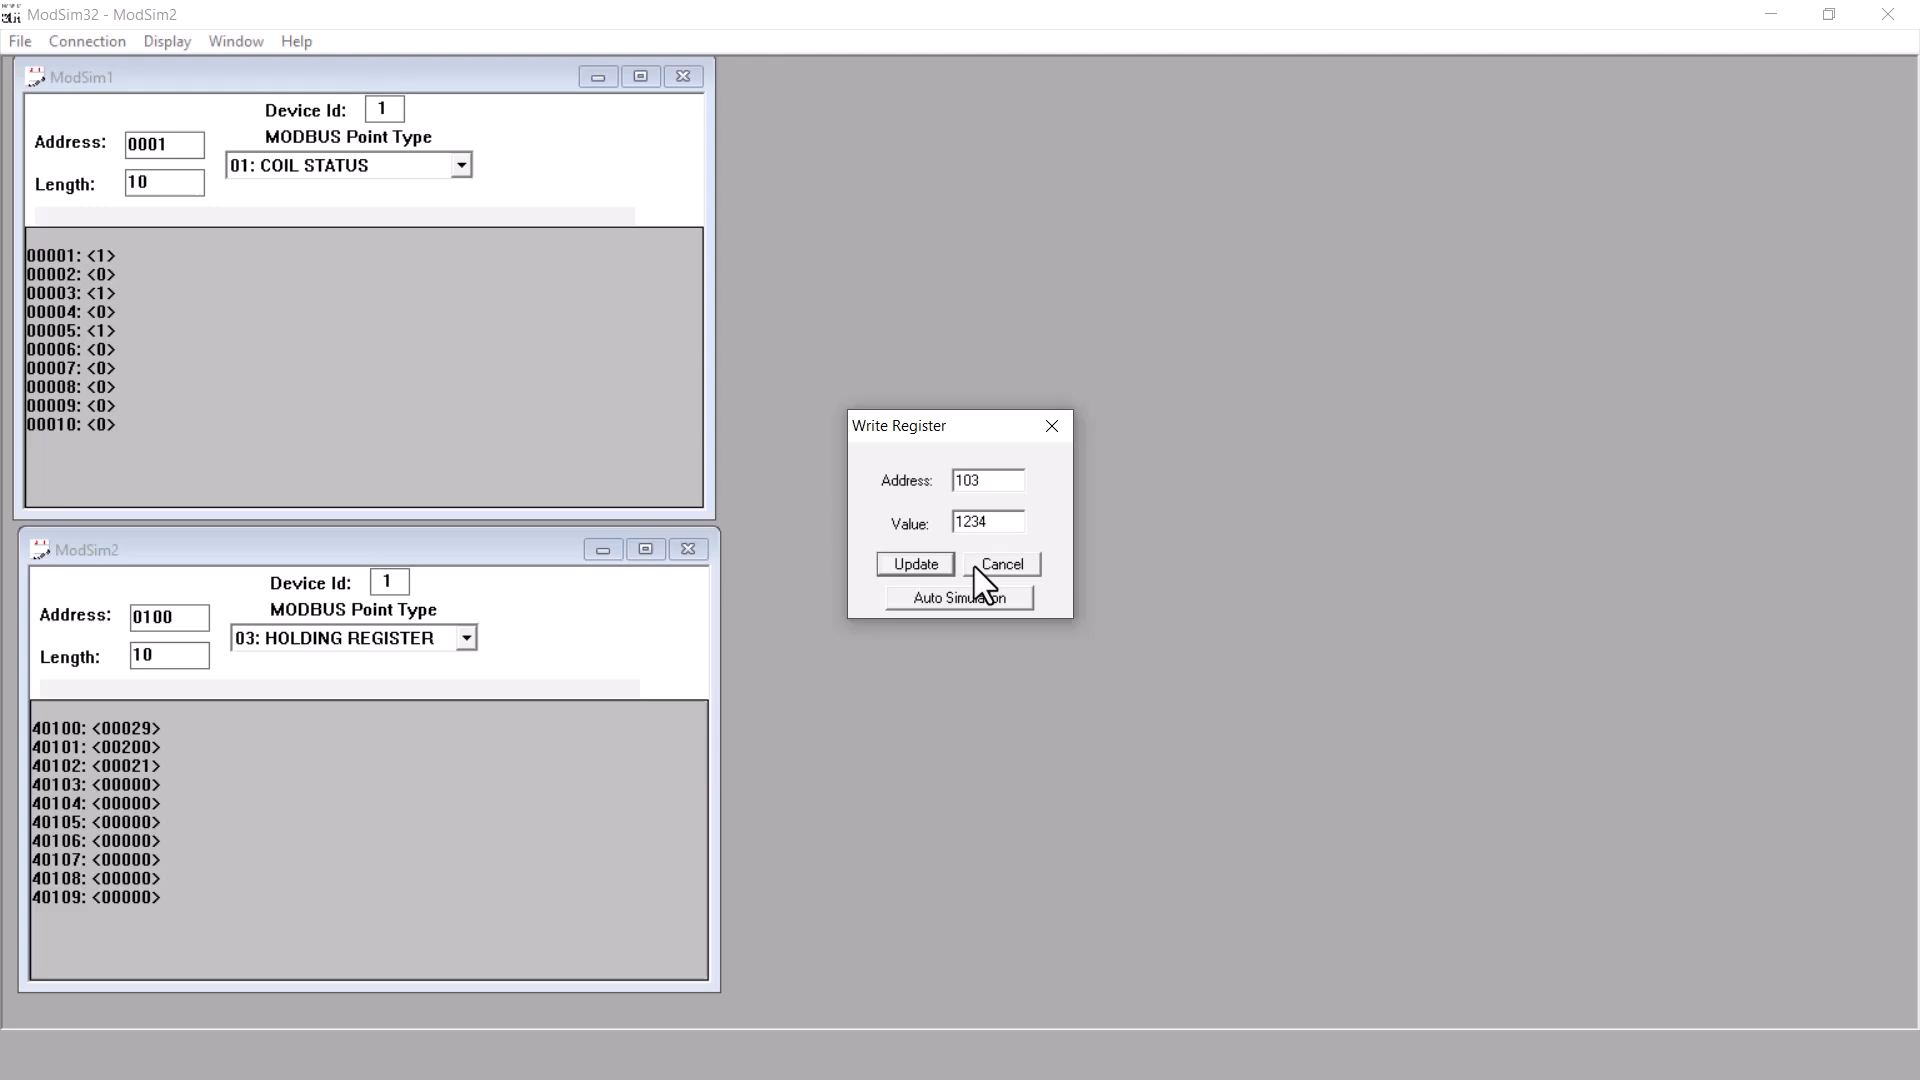 ModSim32 - ModSim2
File Connection Display Window Help
ModSim1
Device Id: 1
Address: 0001
MODBUS Point Type
01: COIL STATUS
Length: 10
00001: <1>
00002: <0>
00003: <1>
00004: <0>
00005: <1>
00006: <0>
00007: <0>
00008: <0>
00009: <0>
00010: <0>
Write Register
Address: 103
Value: 1234
Update Cancel
Auto Simulation
ModSim2
Device Id: 1
Address: 0100
MODBUS Point Type
03: HOLDING REGISTER
Length: 10
40100: <00029>
40101: <00200>
40102: <00021>
40103: <00000>
40104: <00000>
40105: <00000>
40106: <00000>
40107: <00000>
40108: <00000>
40109: <00000>